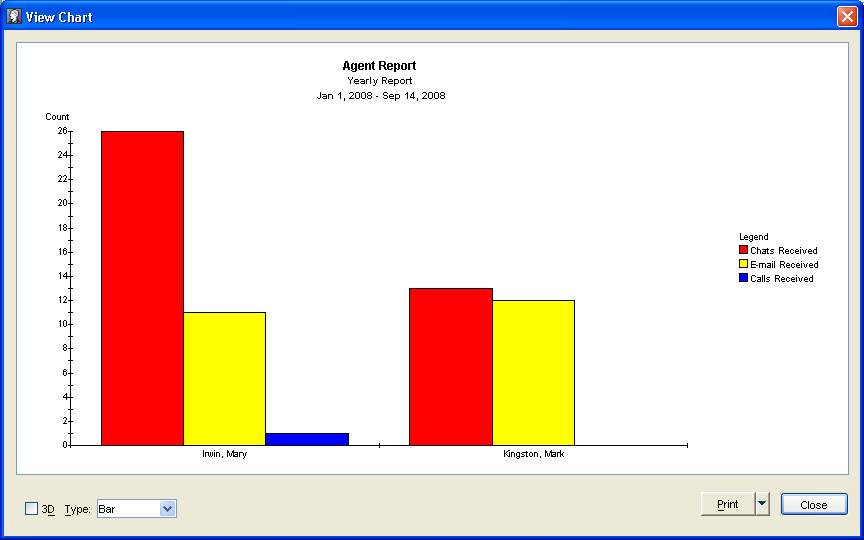 View Chart
Agent Report
Yearly Report
Jan 1, 2008 - Sep 14, 2008
Count
26
24
22
20
18
16
14
12
10
8
6
4
2
0
Irwin, Mary
Kingston, Mark
Legend
Chats Received
E-mail Received
Calls Received
3D Type: Bar
Print
Close